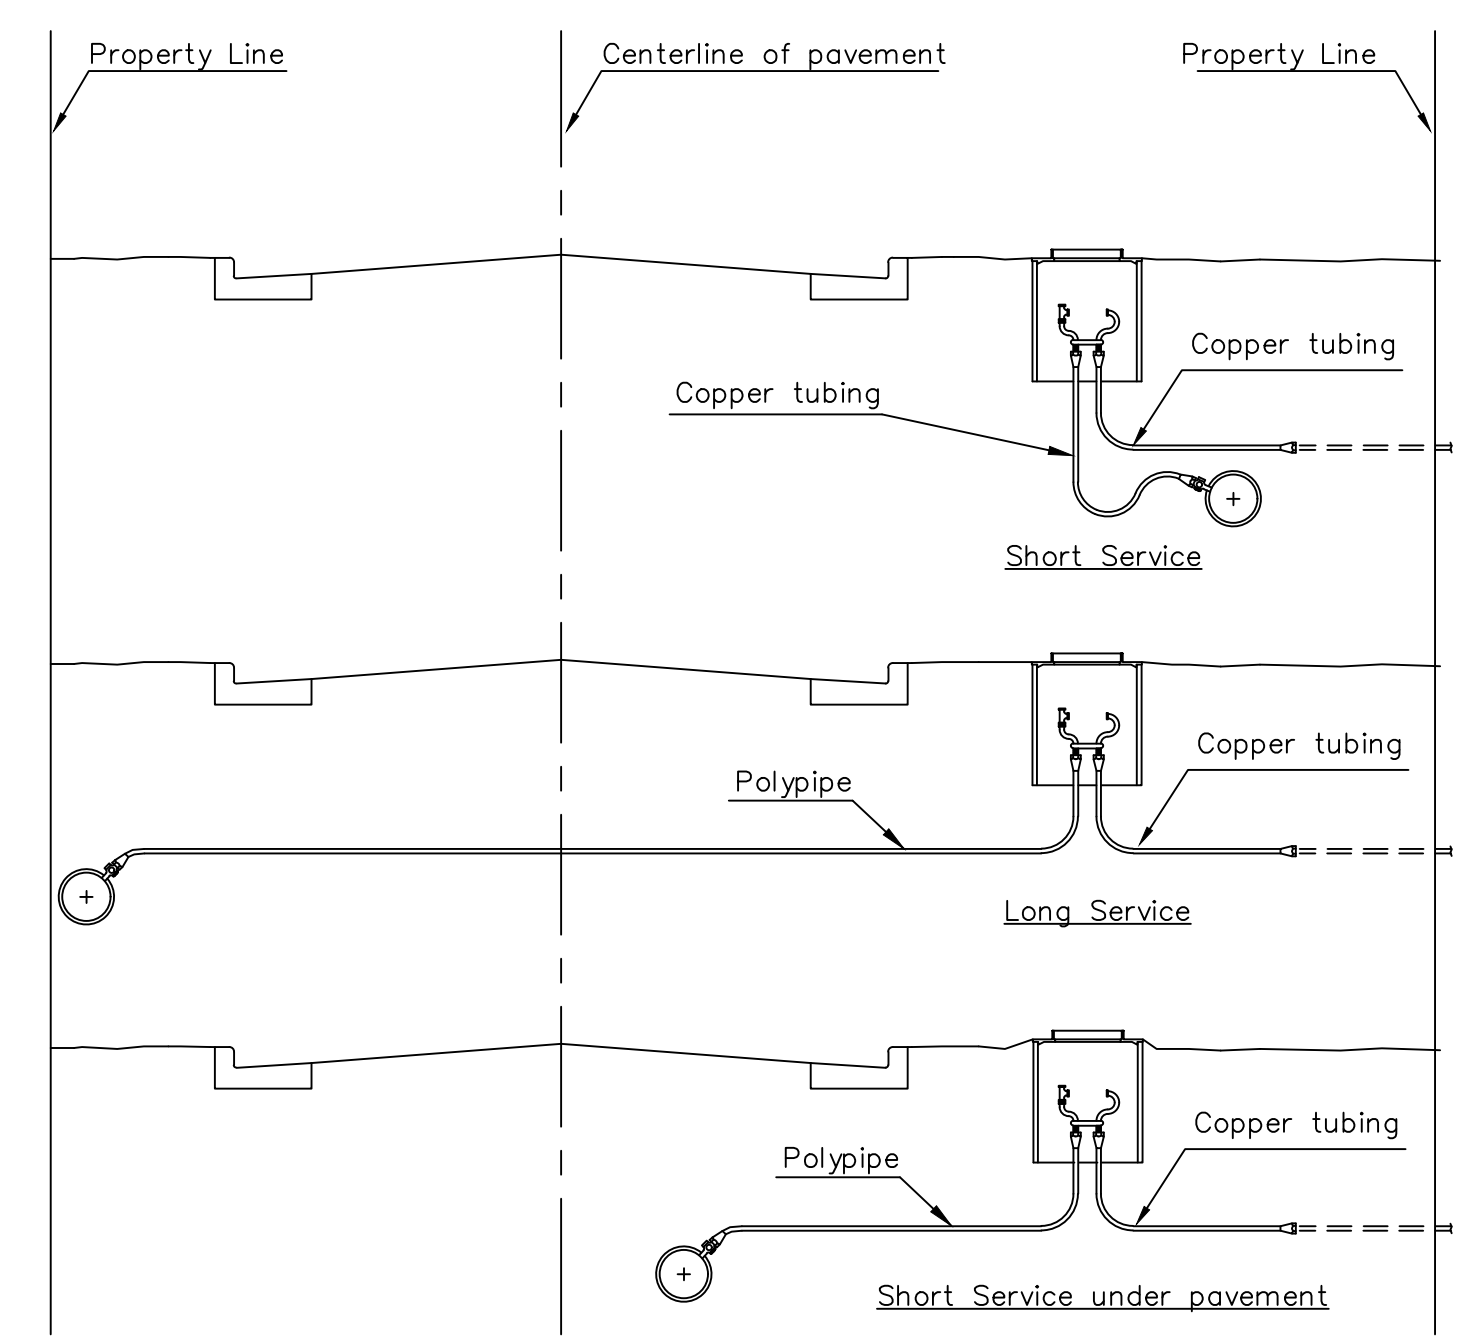 Property Line
Centerline of pavement
Property Line
Copper tubing
Copper tubing
Short Service
Copper tubing
Polypipe
Long Service
Copper tubing
Polypipe
Short Service under pavement